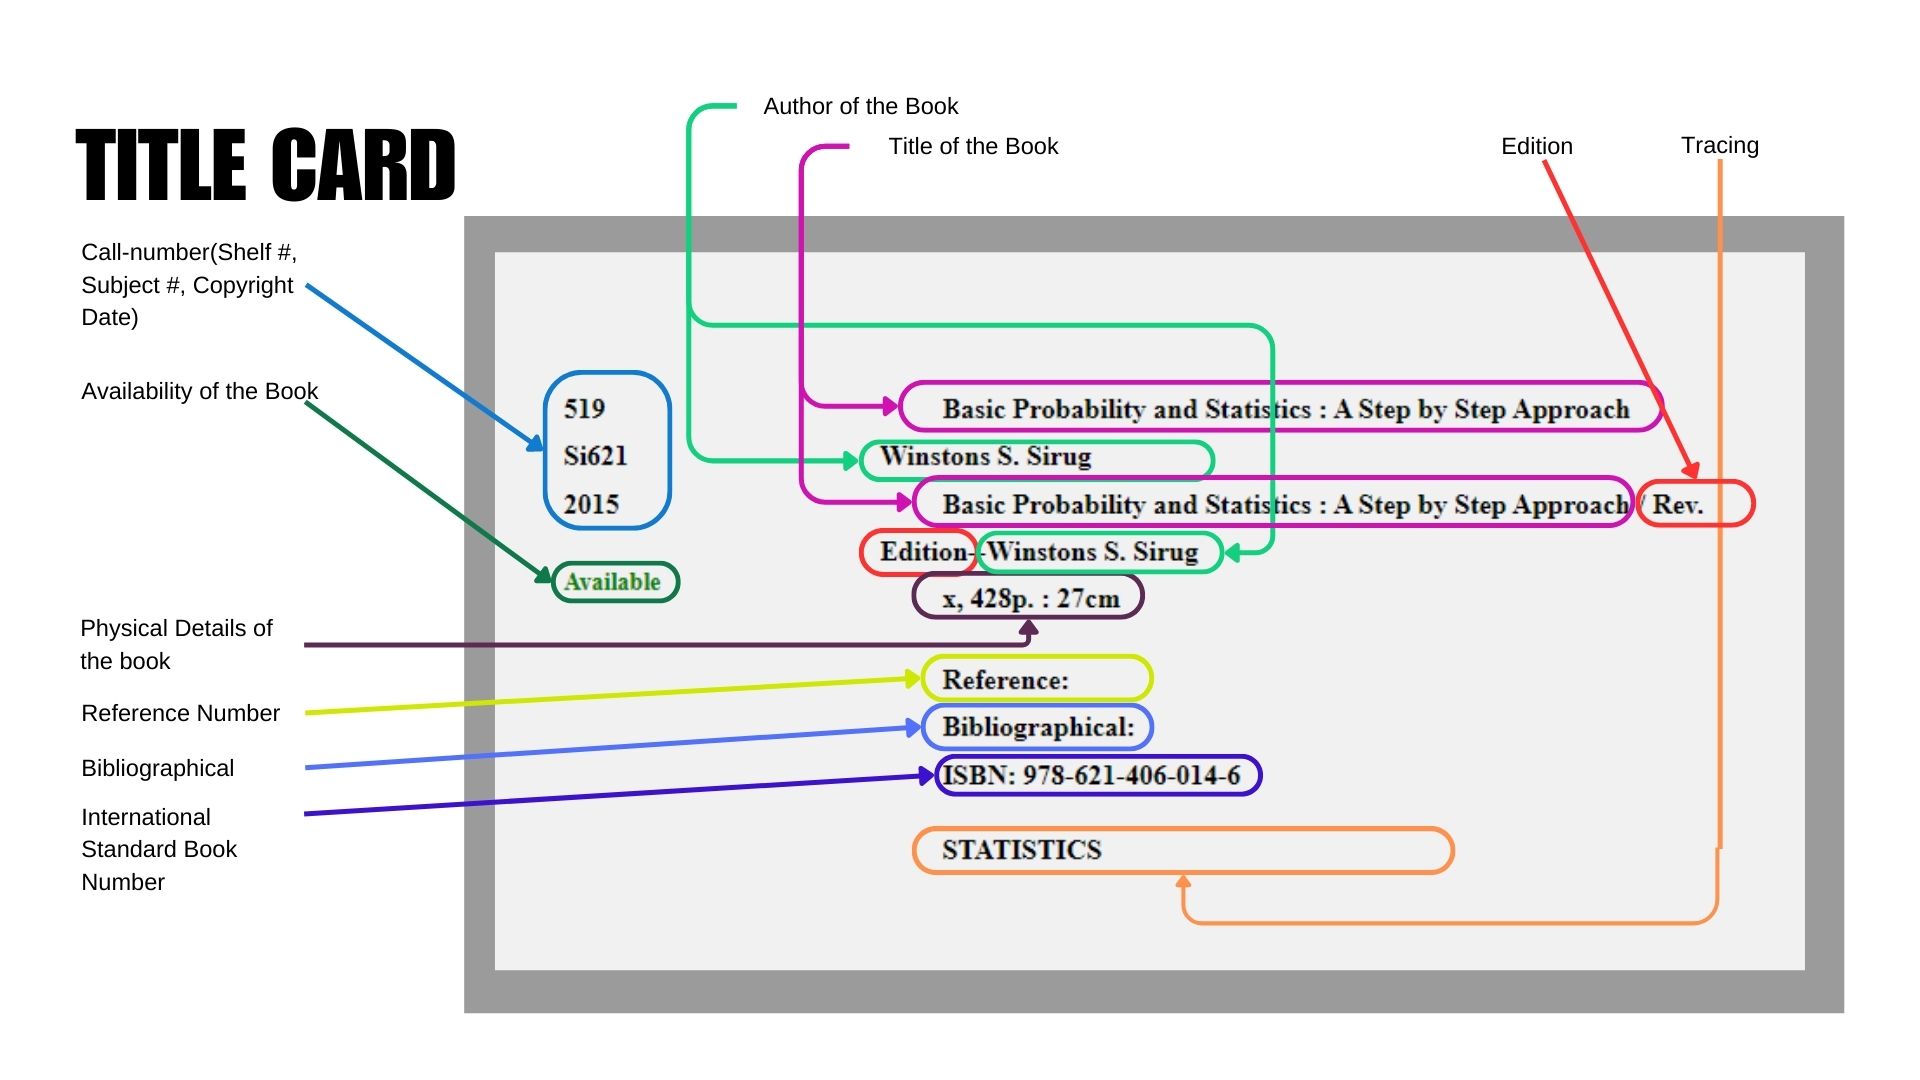 Author of the Book
Title of the Book
Edition
Tracing
TITLE CARD
Call-number(Shelf #,
Subject #, Copyright
Date)
Availability of the Book
Physical Details of
the book
Reference Number
Bibliographical
International
Standard Book
Number
519
Si621
2015
Available
Basic Probability and Statistics : A Step by Step Approach
Winstons S. Sirug
Basic Probability and Statistics : A Step by Step Approach / Rev.
Edition--Winstons S. Sirug
x, 428p. : 27cm
Reference:
Bibliographical:
ISBN: 978-621-406-014-6
STATISTICS